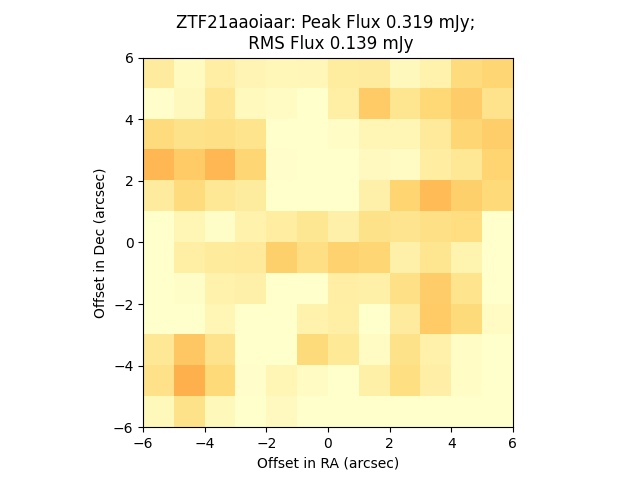 ZTF21aaoiaar: Peak Flux 0.319 mJy;
RMS Flux 0.139 mJy
6
4
2
0
−2
−4
−6
Offset in Dec (arcsec)
−6 −4 −2 0 2 4 6
Offset in RA (arcsec)